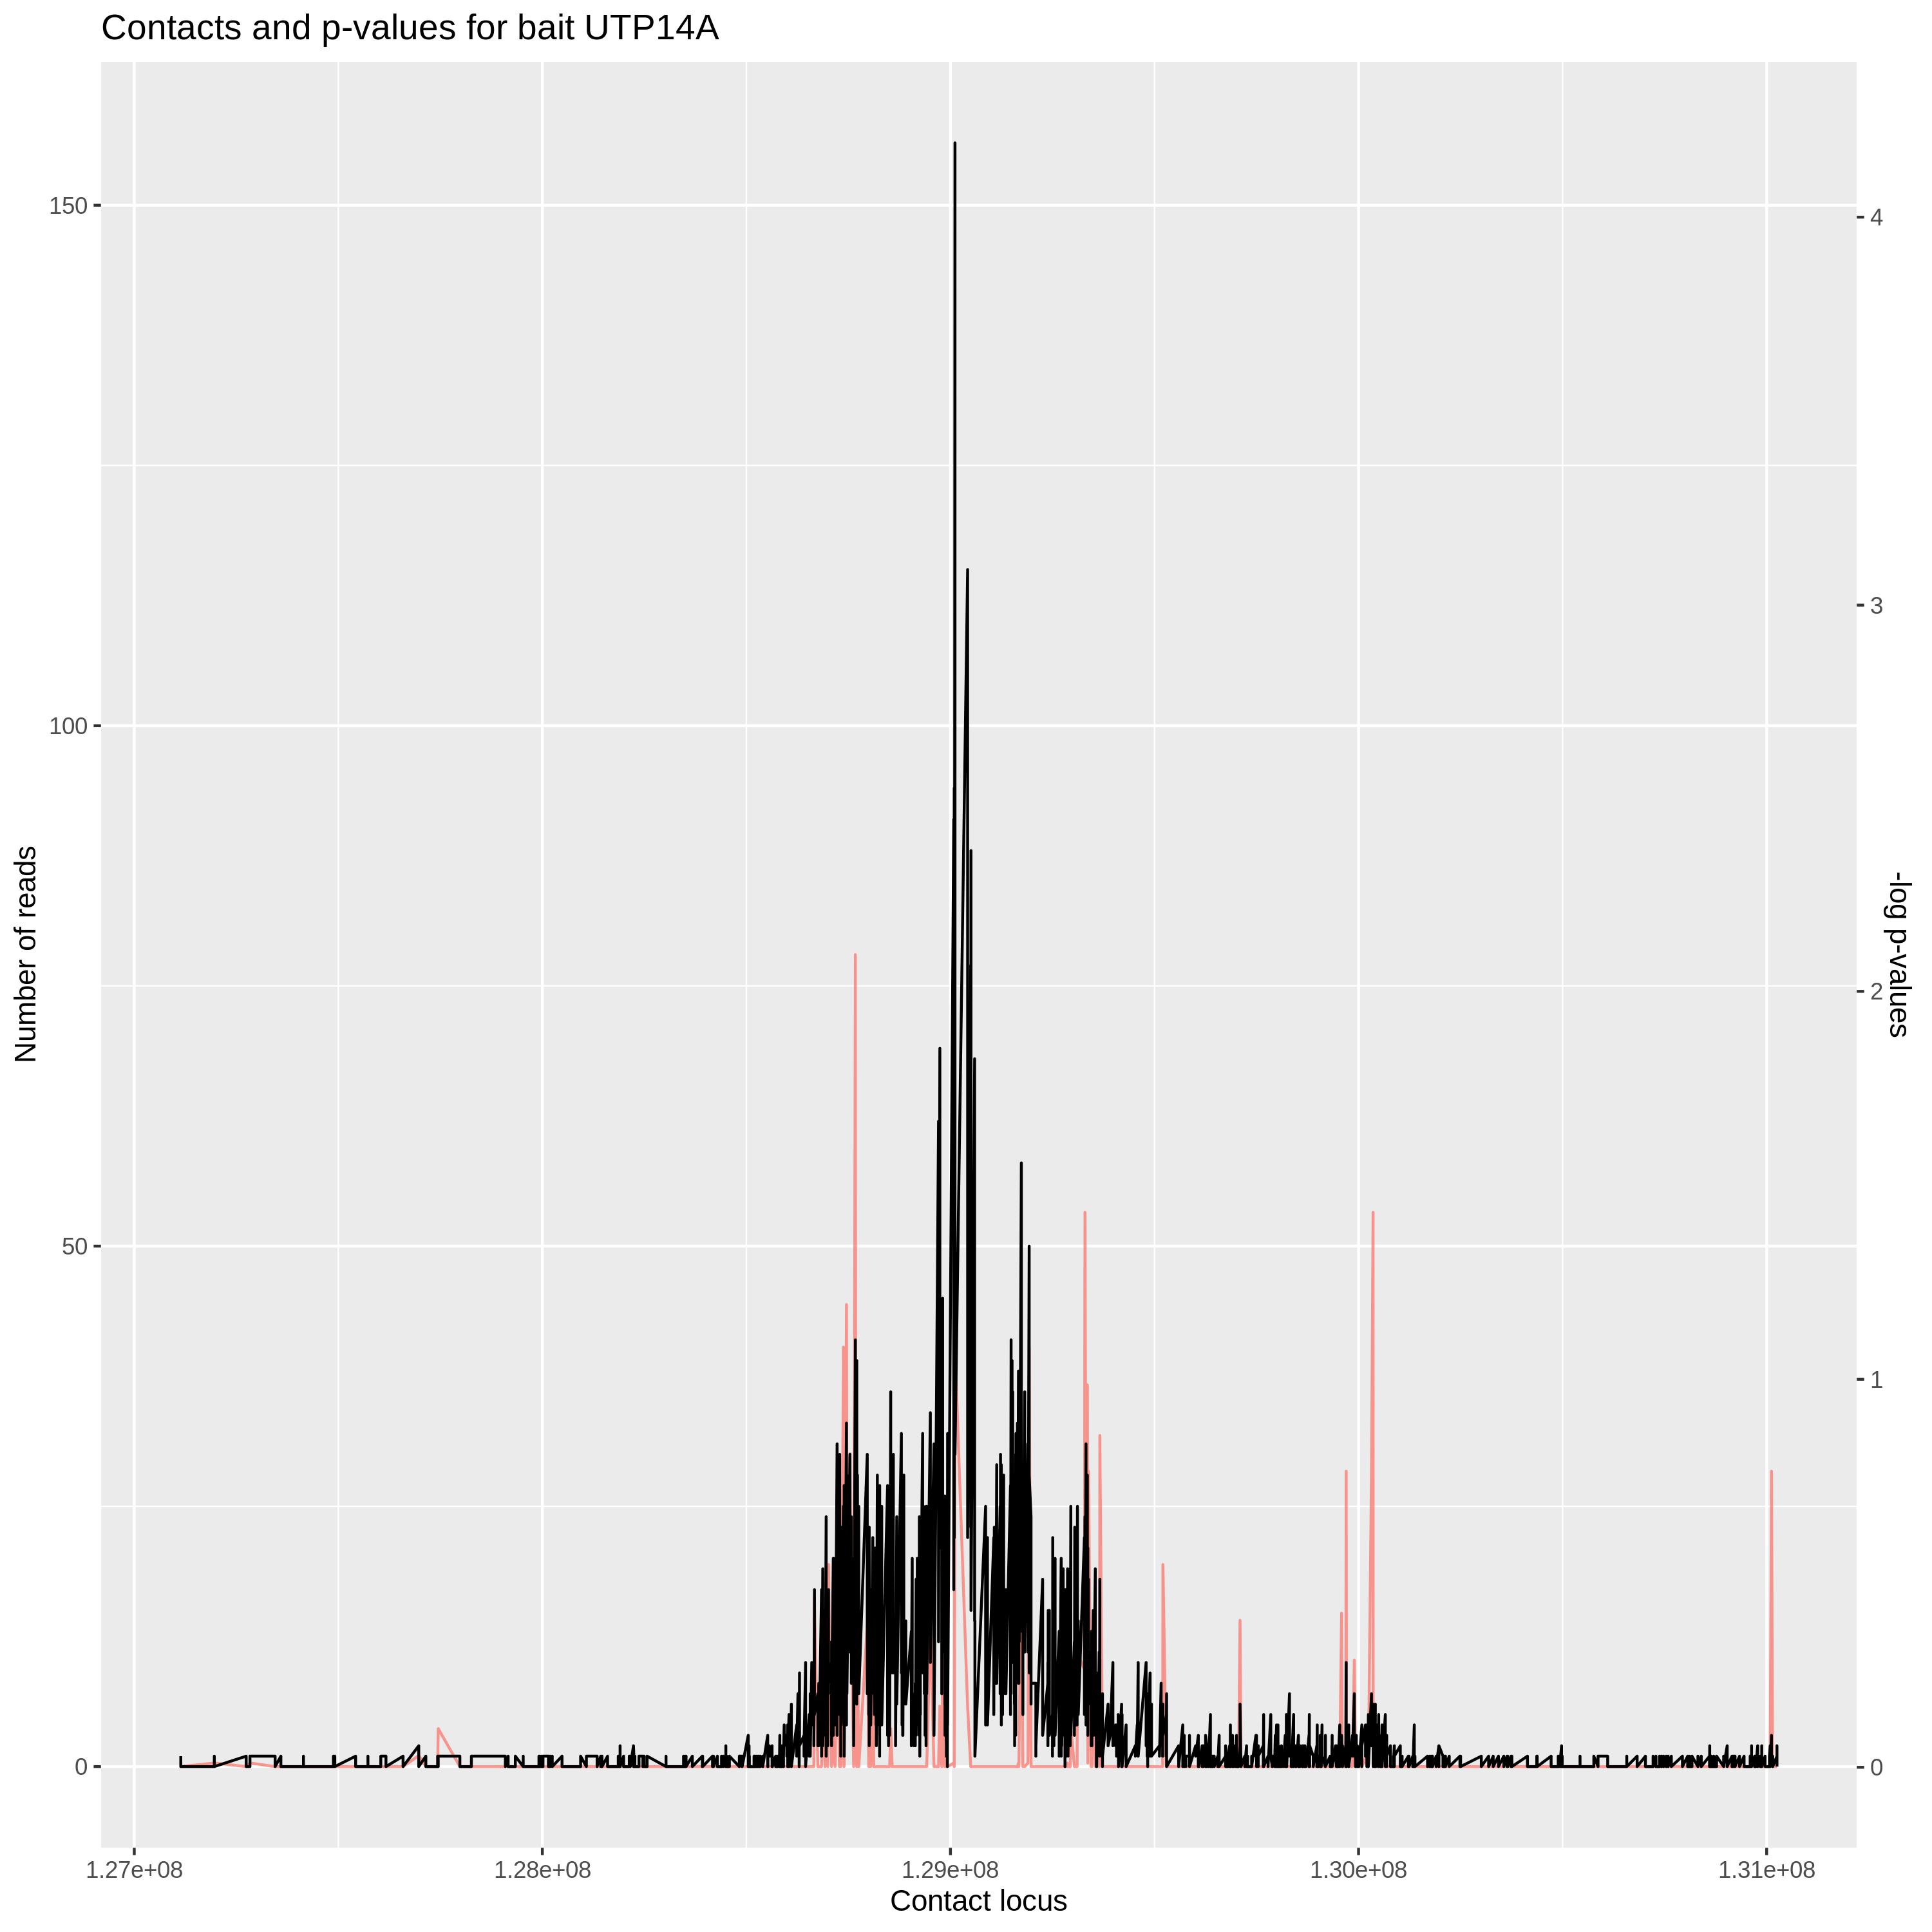 Contacts and p-values for bait UTP14A
150
100
50
0
Number of reads
4
3
2
1
0
-log p-values
1.27e+08 1.28e+08 1.29e+08 1.30e+08 1.31e+08
Contact locus